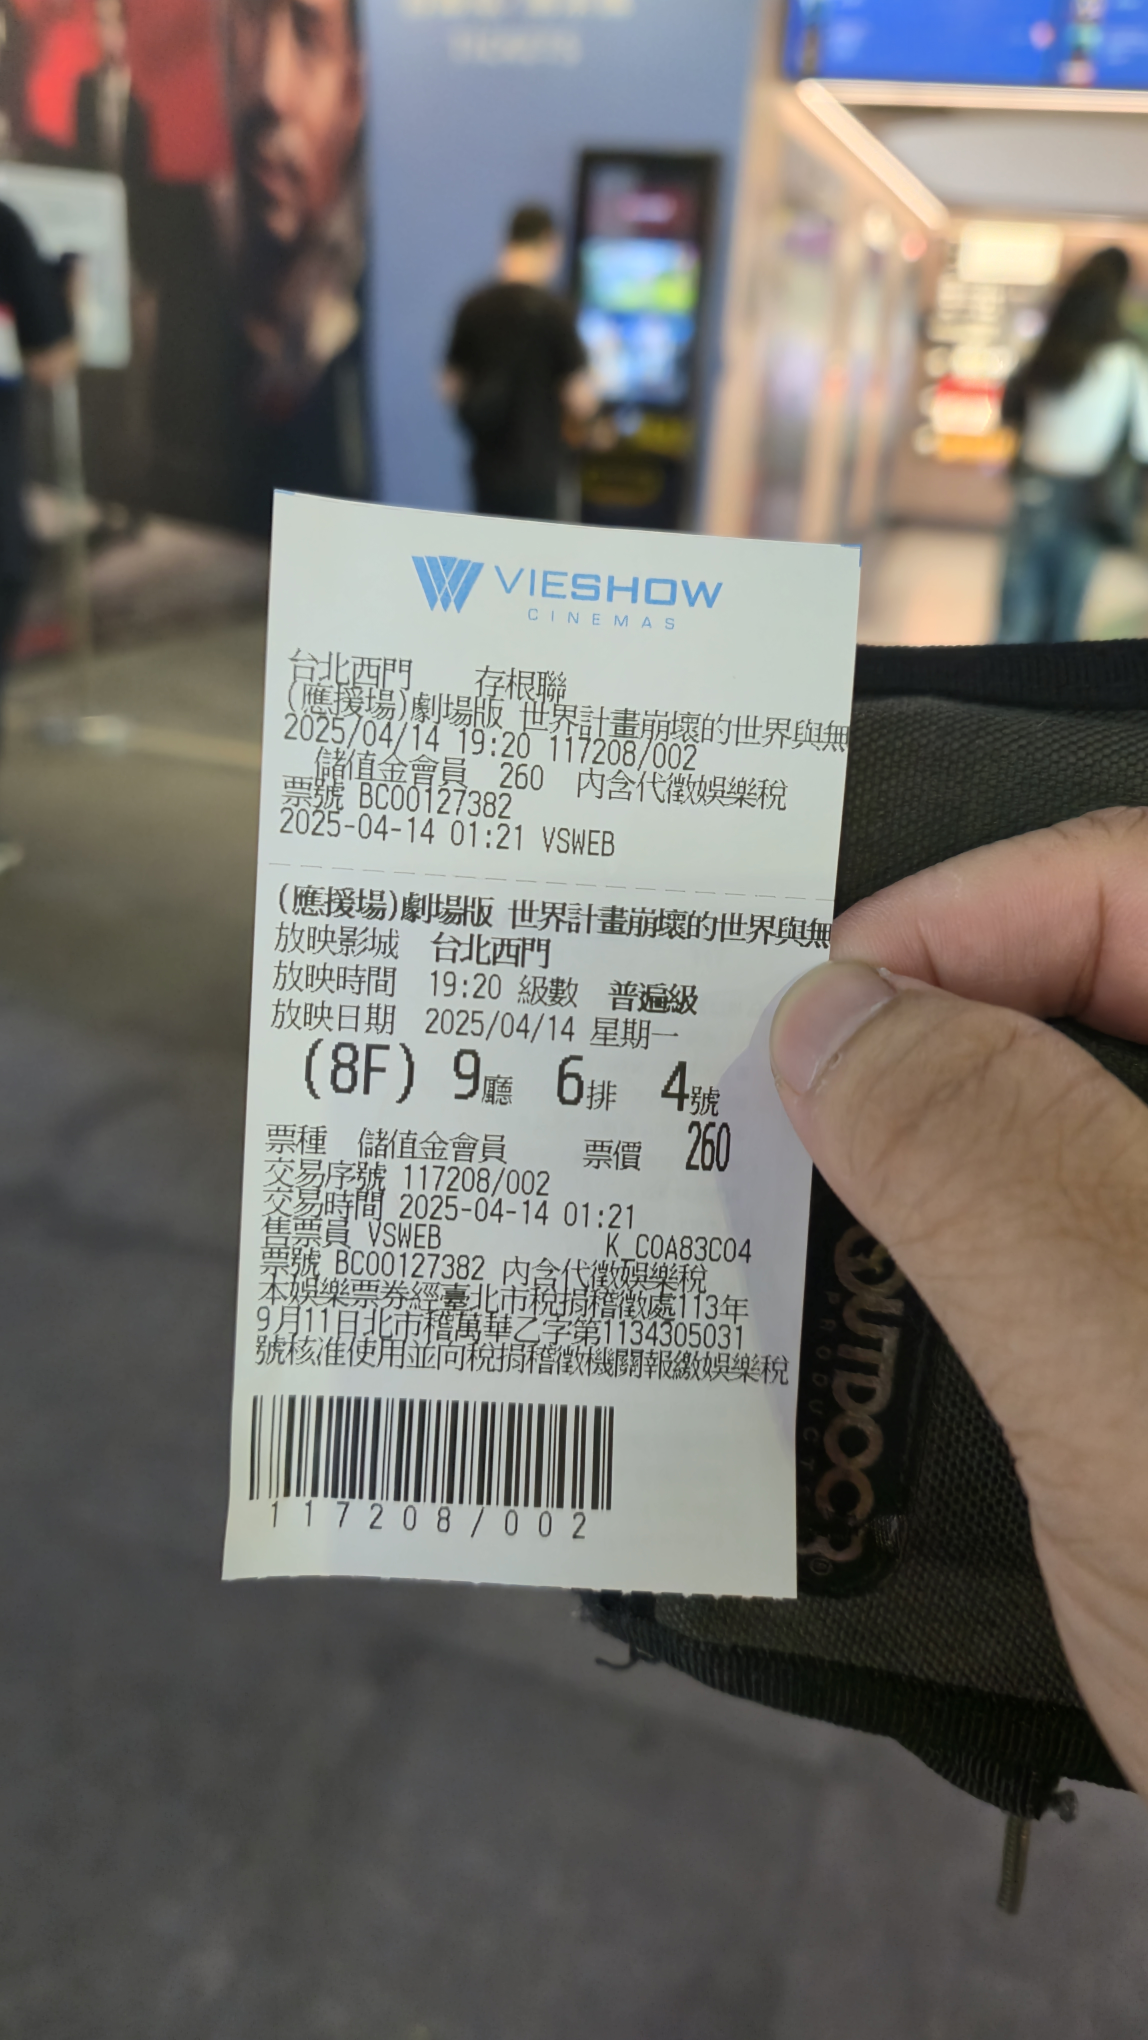 TICKETS
VIESHOW
CINEMAS
台北西門 存根聯
(應援場)劇場版 世界計畫崩壞的世界與無
2025/04/14 19:20 117208/002
儲值金會員 260 內含代徵娛樂稅
票號 BC00127382
2025-04-14 01:21 VSWEB
(應援場)劇場版 世界計畫崩壞的世界與無
放映影城 台北西門
放映時間 19:20 級數 普遍級
放映日期 2025/04/14 星期一
(8F) 9廳 6排 4號
票種 儲值金會員 票價 260
交易序號 117208/002
交易時間 2025-04-14 01:21
售票員 VSWEB K_C0A83C04
票號 BC00127382 內含代徵娛樂稅
本娛樂票券經臺北市稅捐稽徵處113年
9月11日北市稽萬華乙字第1134305031
號核准使用並向稅捐稽徵機關報繳娛樂稅
117208/002
OUTDOOR
PRODUCTS